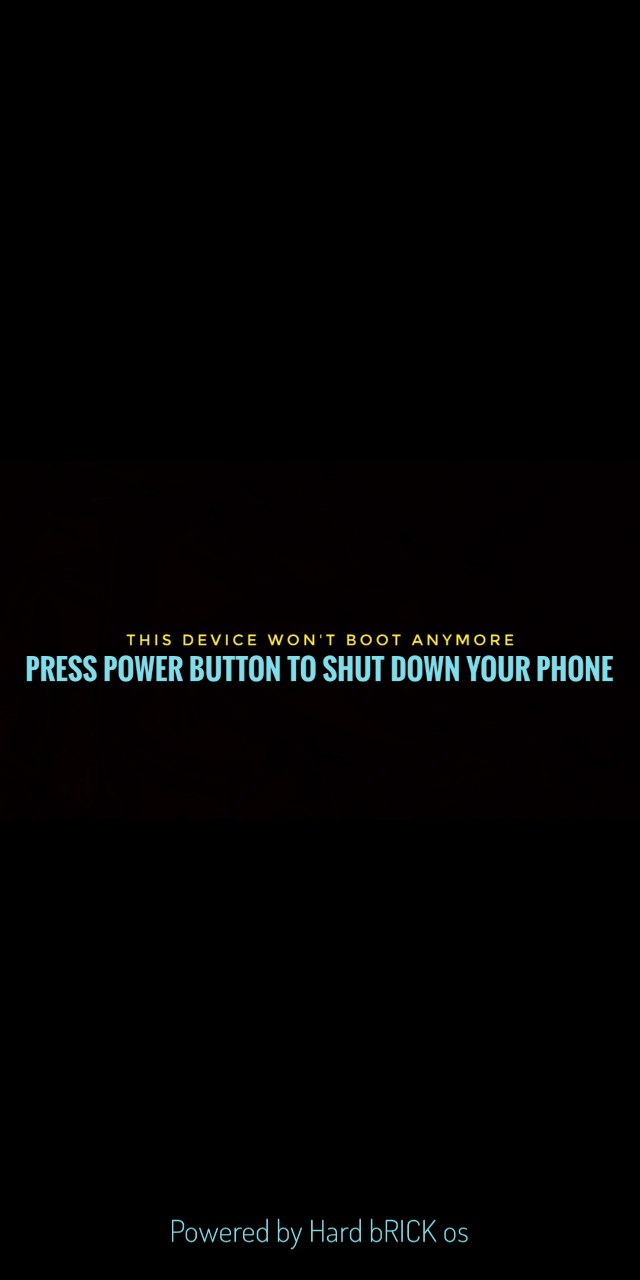 THIS DEVICE WON'T BOOT ANYMORE
PRESS POWER BUTTON TO SHUT DOWN YOUR PHONE
Powered by Hard bRICK os